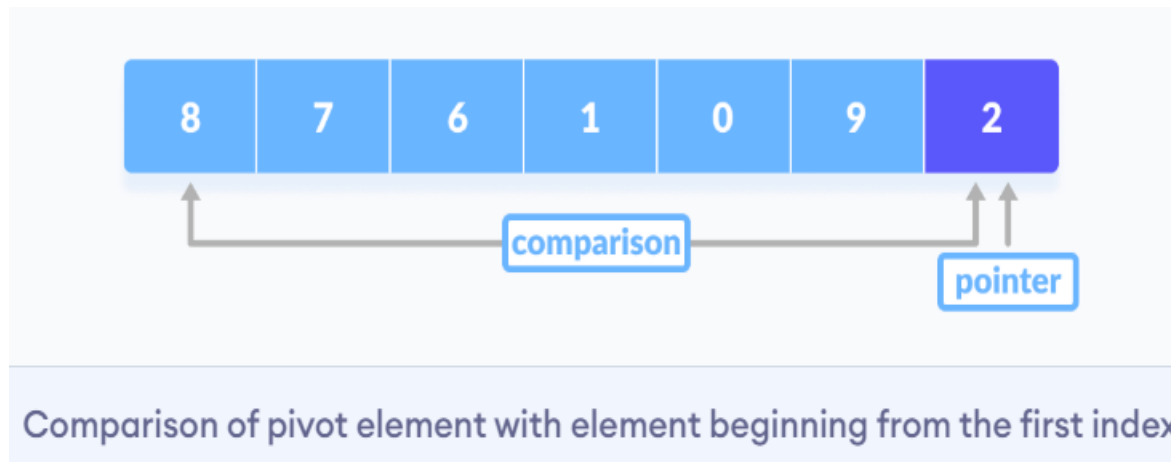 8 7 6 1 0 9 2
comparison
pointer
Comparison of pivot element with element beginning from the first index